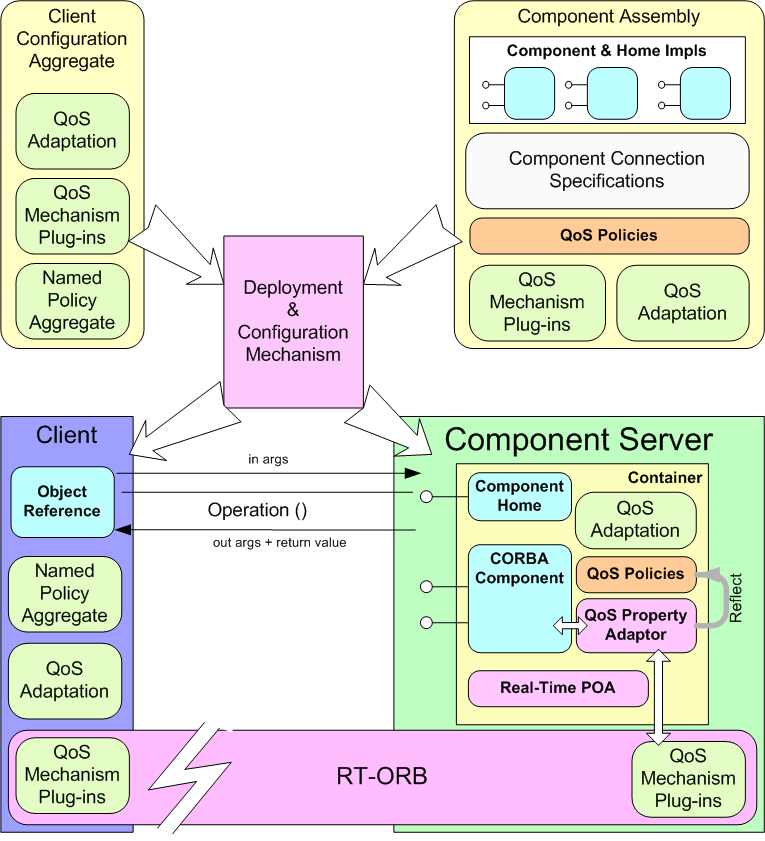 Client
Configuration
Aggregate
QoS
Adaptation
QoS
Mechanism
Plug-ins
Named
Policy
Aggregate
Component Assembly
Component & Home Impls
Component Connection
Specifications
QoS Policies
QoS
Mechanism
Plug-ins
QoS
Adaptation
Deployment
&
Configuration
Mechanism
Client
Object
Reference
Named
Policy
Aggregate
QoS
Adaptation
QoS
Mechanism
Plug-ins
in args
Operation ()
out args + return value
Component Server
Container
Component
Home
QoS
Adaptation
CORBA
Component
QoS Policies
QoS Property
Adaptor
Reflect
Real-Time POA
RT-ORB
QoS
Mechanism
Plug-ins